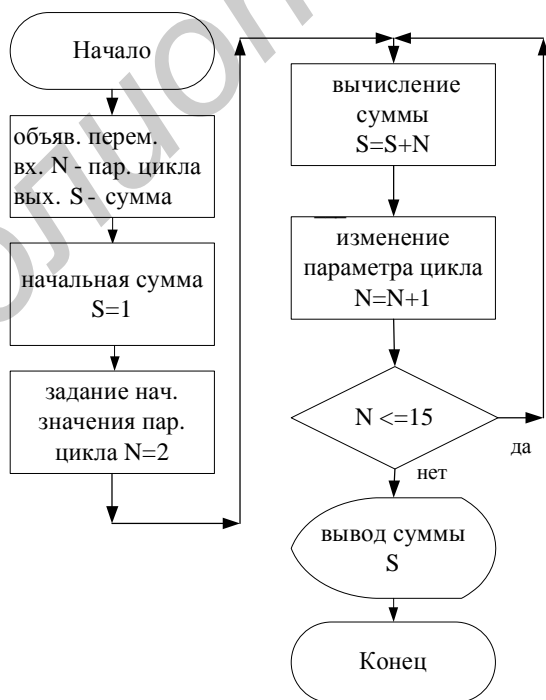 Начало
объяв. перем.
вх. N - пар. цикла
вых. S - сумма
начальная сумма
S=1
задание нач.
значения пар.
цикла N=2
вычисление
суммы
S=S+N
изменение
параметра цикла
N=N+1
N <=15
да
нет
вывод суммы
S
Конец